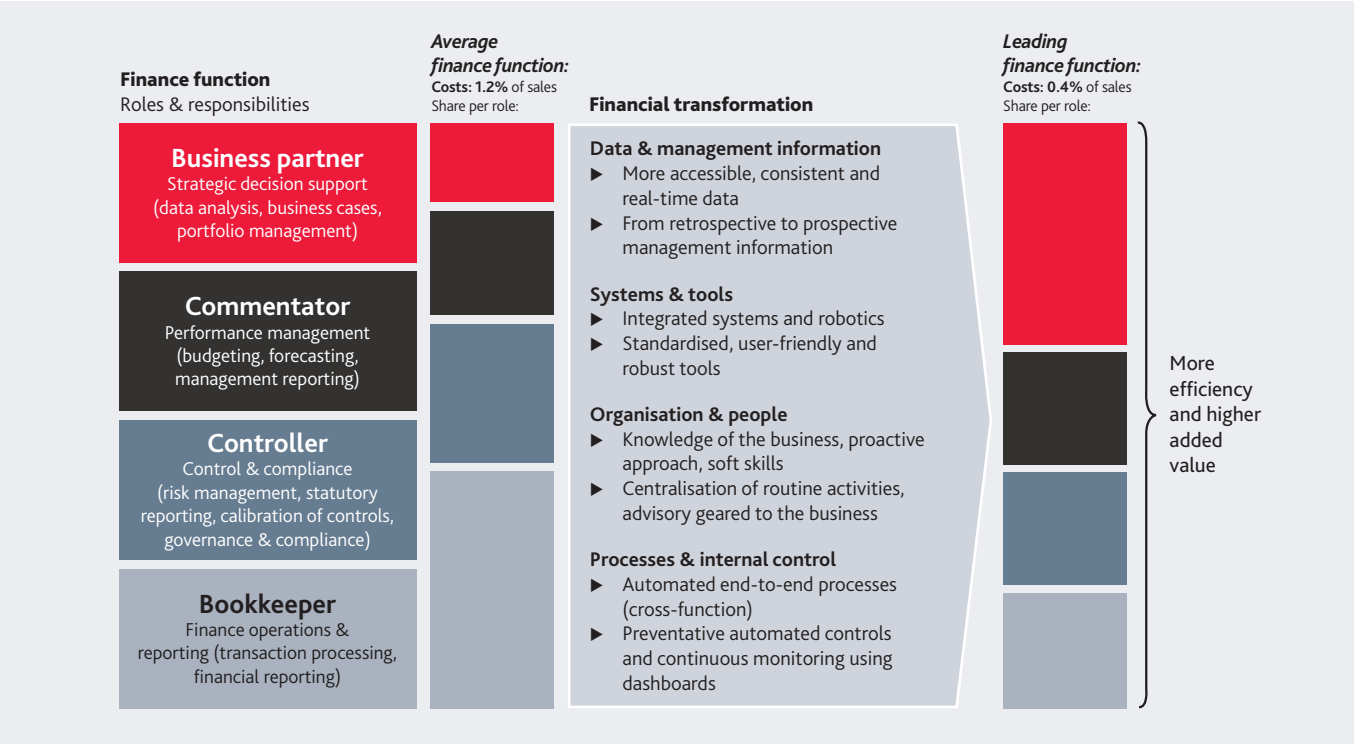 Finance function
Roles & responsibilities
Business partner
Strategic decision support
(data analysis, business cases,
portfolio management)
Commentator
Performance management
(budgeting, forecasting,
management reporting)
Controller
Control & compliance
(risk management, statutory
reporting, calibration of controls,
governance & compliance)
Bookkeeper
Finance operations &
reporting (transaction processing,
financial reporting)
Average
finance function:
Costs: 1.2% of sales
Share per role:
Financial transformation
Data & management information
▶ More accessible, consistent and
real-time data
▶ From retrospective to prospective
management information
Systems & tools
▶ Integrated systems and robotics
▶ Standardised, user-friendly and
robust tools
Organisation & people
▶ Knowledge of the business, proactive
approach, soft skills
▶ Centralisation of routine activities,
advisory geared to the business
Processes & internal control
▶ Automated end-to-end processes
(cross-function)
▶ Preventative automated controls
and continuous monitoring using
dashboards
Leading
finance function:
Costs: 0.4% of sales
Share per role:
More
efficiency
and higher
added
value